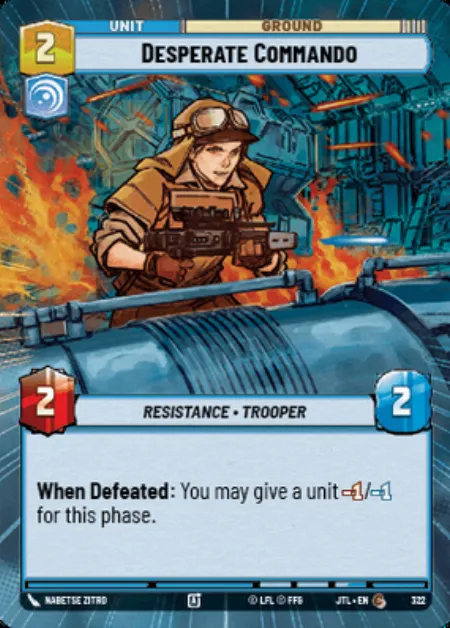 UNIT GROUND
2 DESPERATE COMMANDO
2 RESISTANCE • TROOPER 2
When Defeated: You may give a unit -1/-1
for this phase.
NABETSE ZITRO A © LFL © FFG JTL • EN C 322